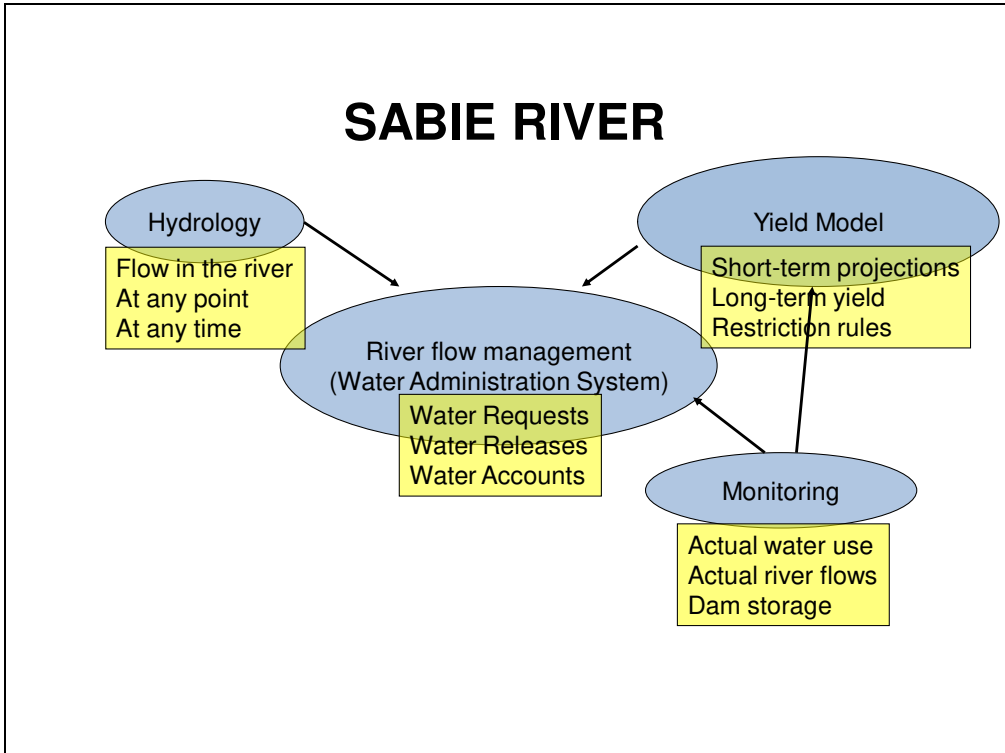 SABIE RIVER
Hydrology
Flow in the river
At any point
At any time
Yield Model
Short-term projections
Long-term yield
Restriction rules
River flow management
(Water Administration System)
Water Requests
Water Releases
Water Accounts
Monitoring
Actual water use
Actual river flows
Dam storage